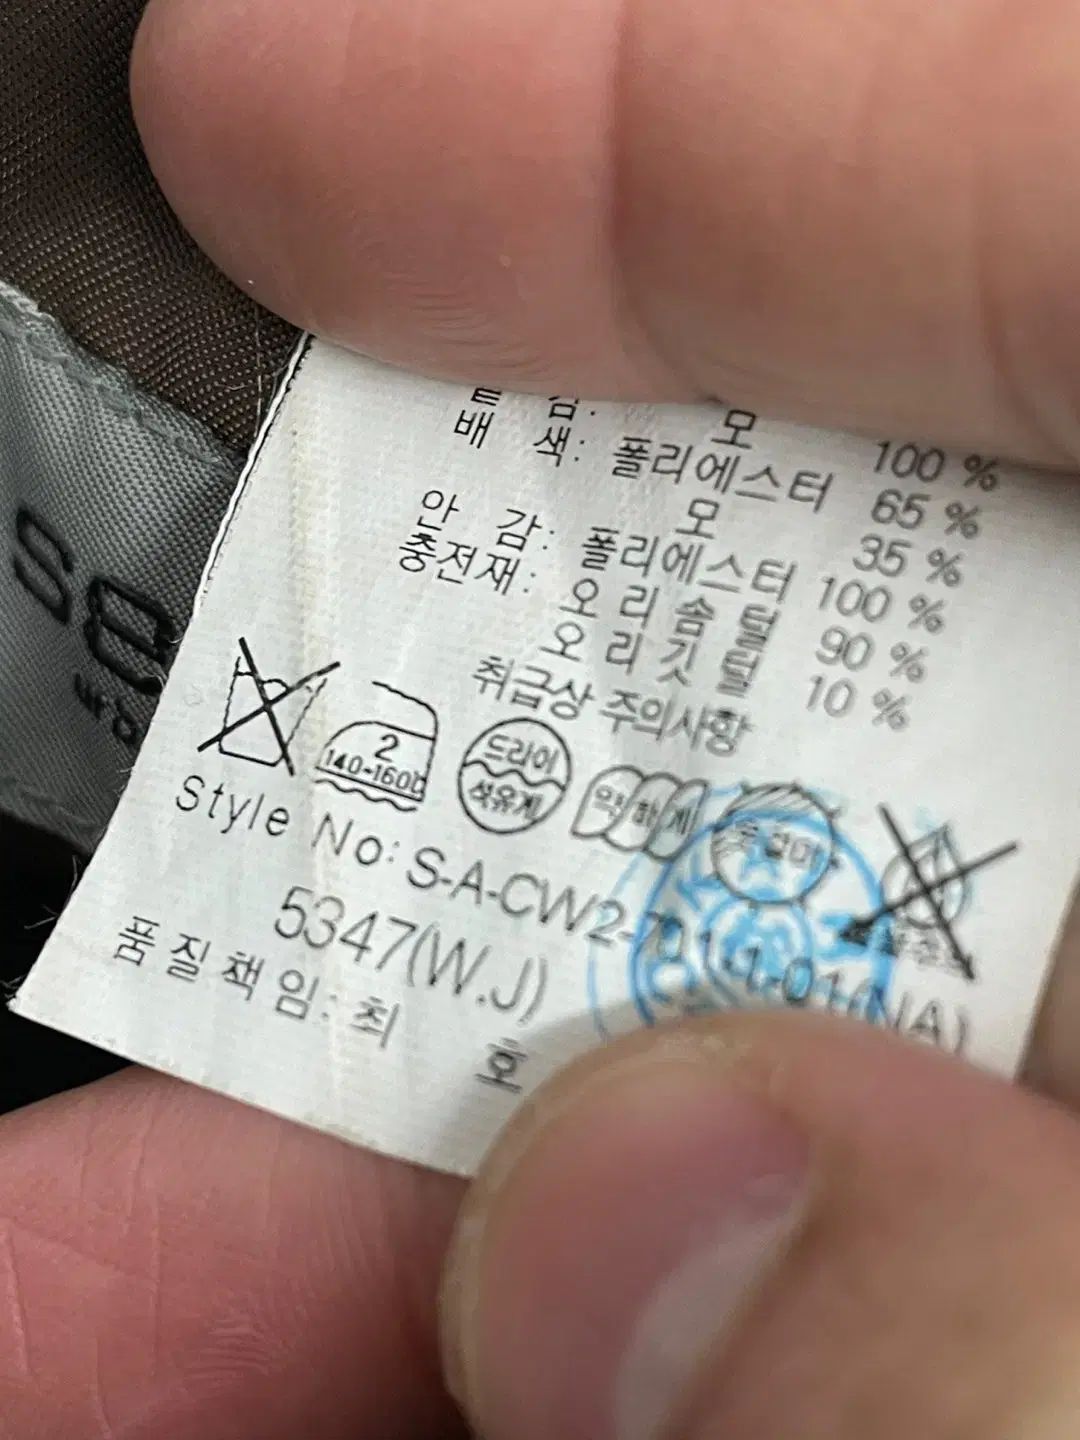 모 100 %
배 색: 폴리에스터 65 %
모 35 %
안 감: 폴리에스터 100 %
충전재: 오리솜털 90 %
오리깃털 10 %
취급상 주의사항
2
140~160℃
드라이
석유계
약하게
Style No: S-A-CW2-
5347(W.J)
품질책임: 최
호